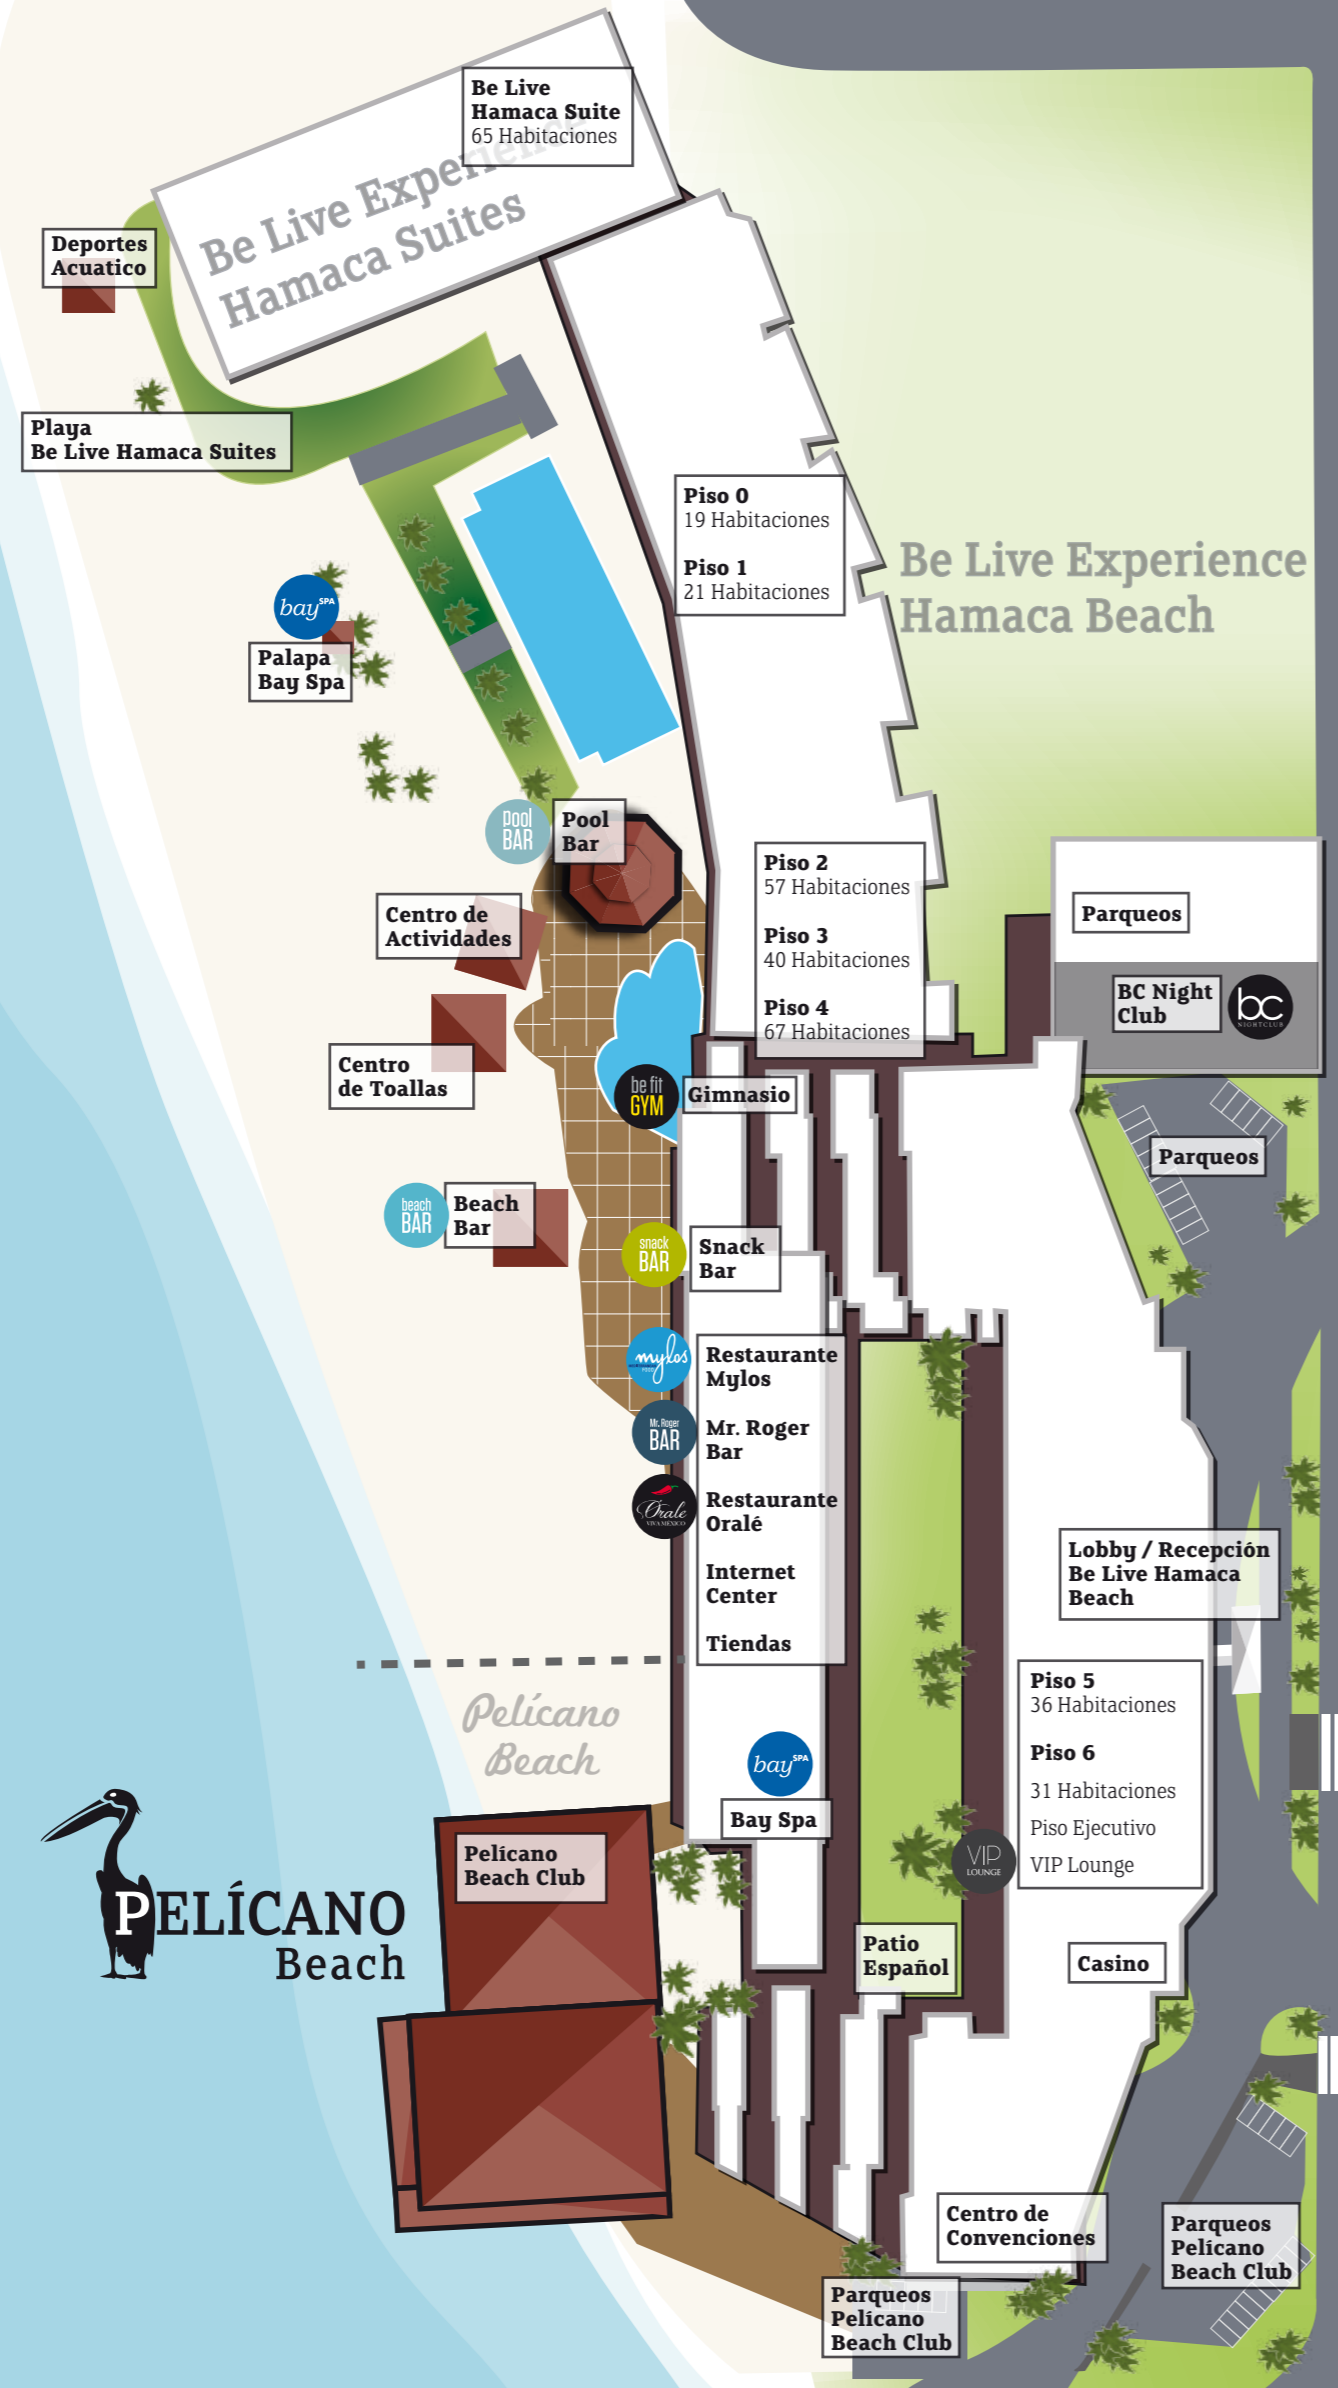 Be Live
Hamaca Suite
65 Habitaciones
Be Live Experience
Hamaca Suites
Deportes
Acuatico
Playa
Be Live Hamaca Suites
Piso 0
19 Habitaciones
Piso 1
21 Habitaciones
Be Live Experience
Hamaca Beach
bay SPA
Palapa
Bay Spa
pool
BAR
Pool
Bar
Piso 2
57 Habitaciones
Piso 3
40 Habitaciones
Piso 4
67 Habitaciones
Centro de
Actividades
Parqueos
BC Night
Club
bc
NIGHTCLUB
Centro
de Toallas
be fit
GYM
Gimnasio
Parqueos
beach
BAR
Beach
Bar
snack
BAR
Snack
Bar
mylos
Restaurante
Mylos
Mr. Roger
BAR
Mr. Roger
Bar
Órale
VIVA MÉXICO
Restaurante
Oralé
Internet
Center
Tiendas
Lobby / Recepción
Be Live Hamaca
Beach
Pelícano
Beach
Piso 5
36 Habitaciones
Piso 6
31 Habitaciones
Piso Ejecutivo
VIP Lounge
VIP
LOUNGE
bay SPA
Bay Spa
Pelícano
Beach Club
PELÍCANO
Beach
Patio
Español
Casino
Centro de
Convenciones
Parqueos
Pelícano
Beach Club
Parqueos
Pelícano
Beach Club